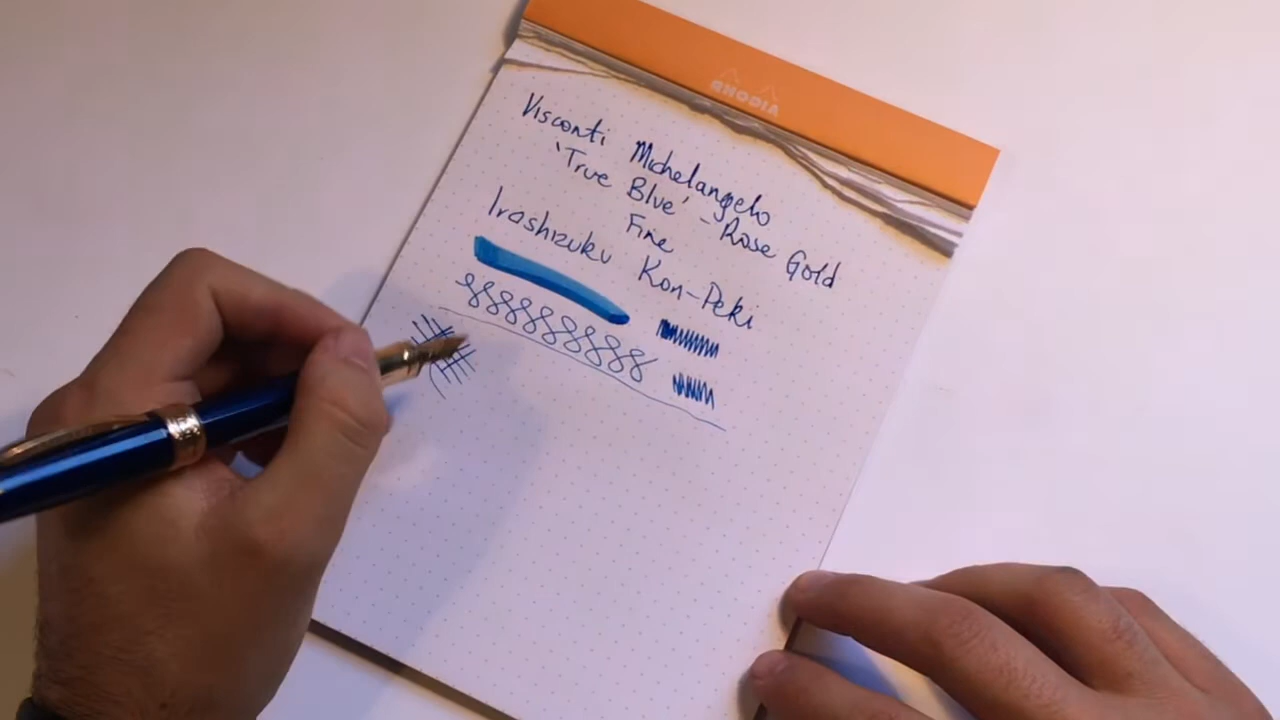 Visconti Michelangelo
'True Blue' - Rose Gold
Fine
Iroshizuku Kon-Peki
RHODIA